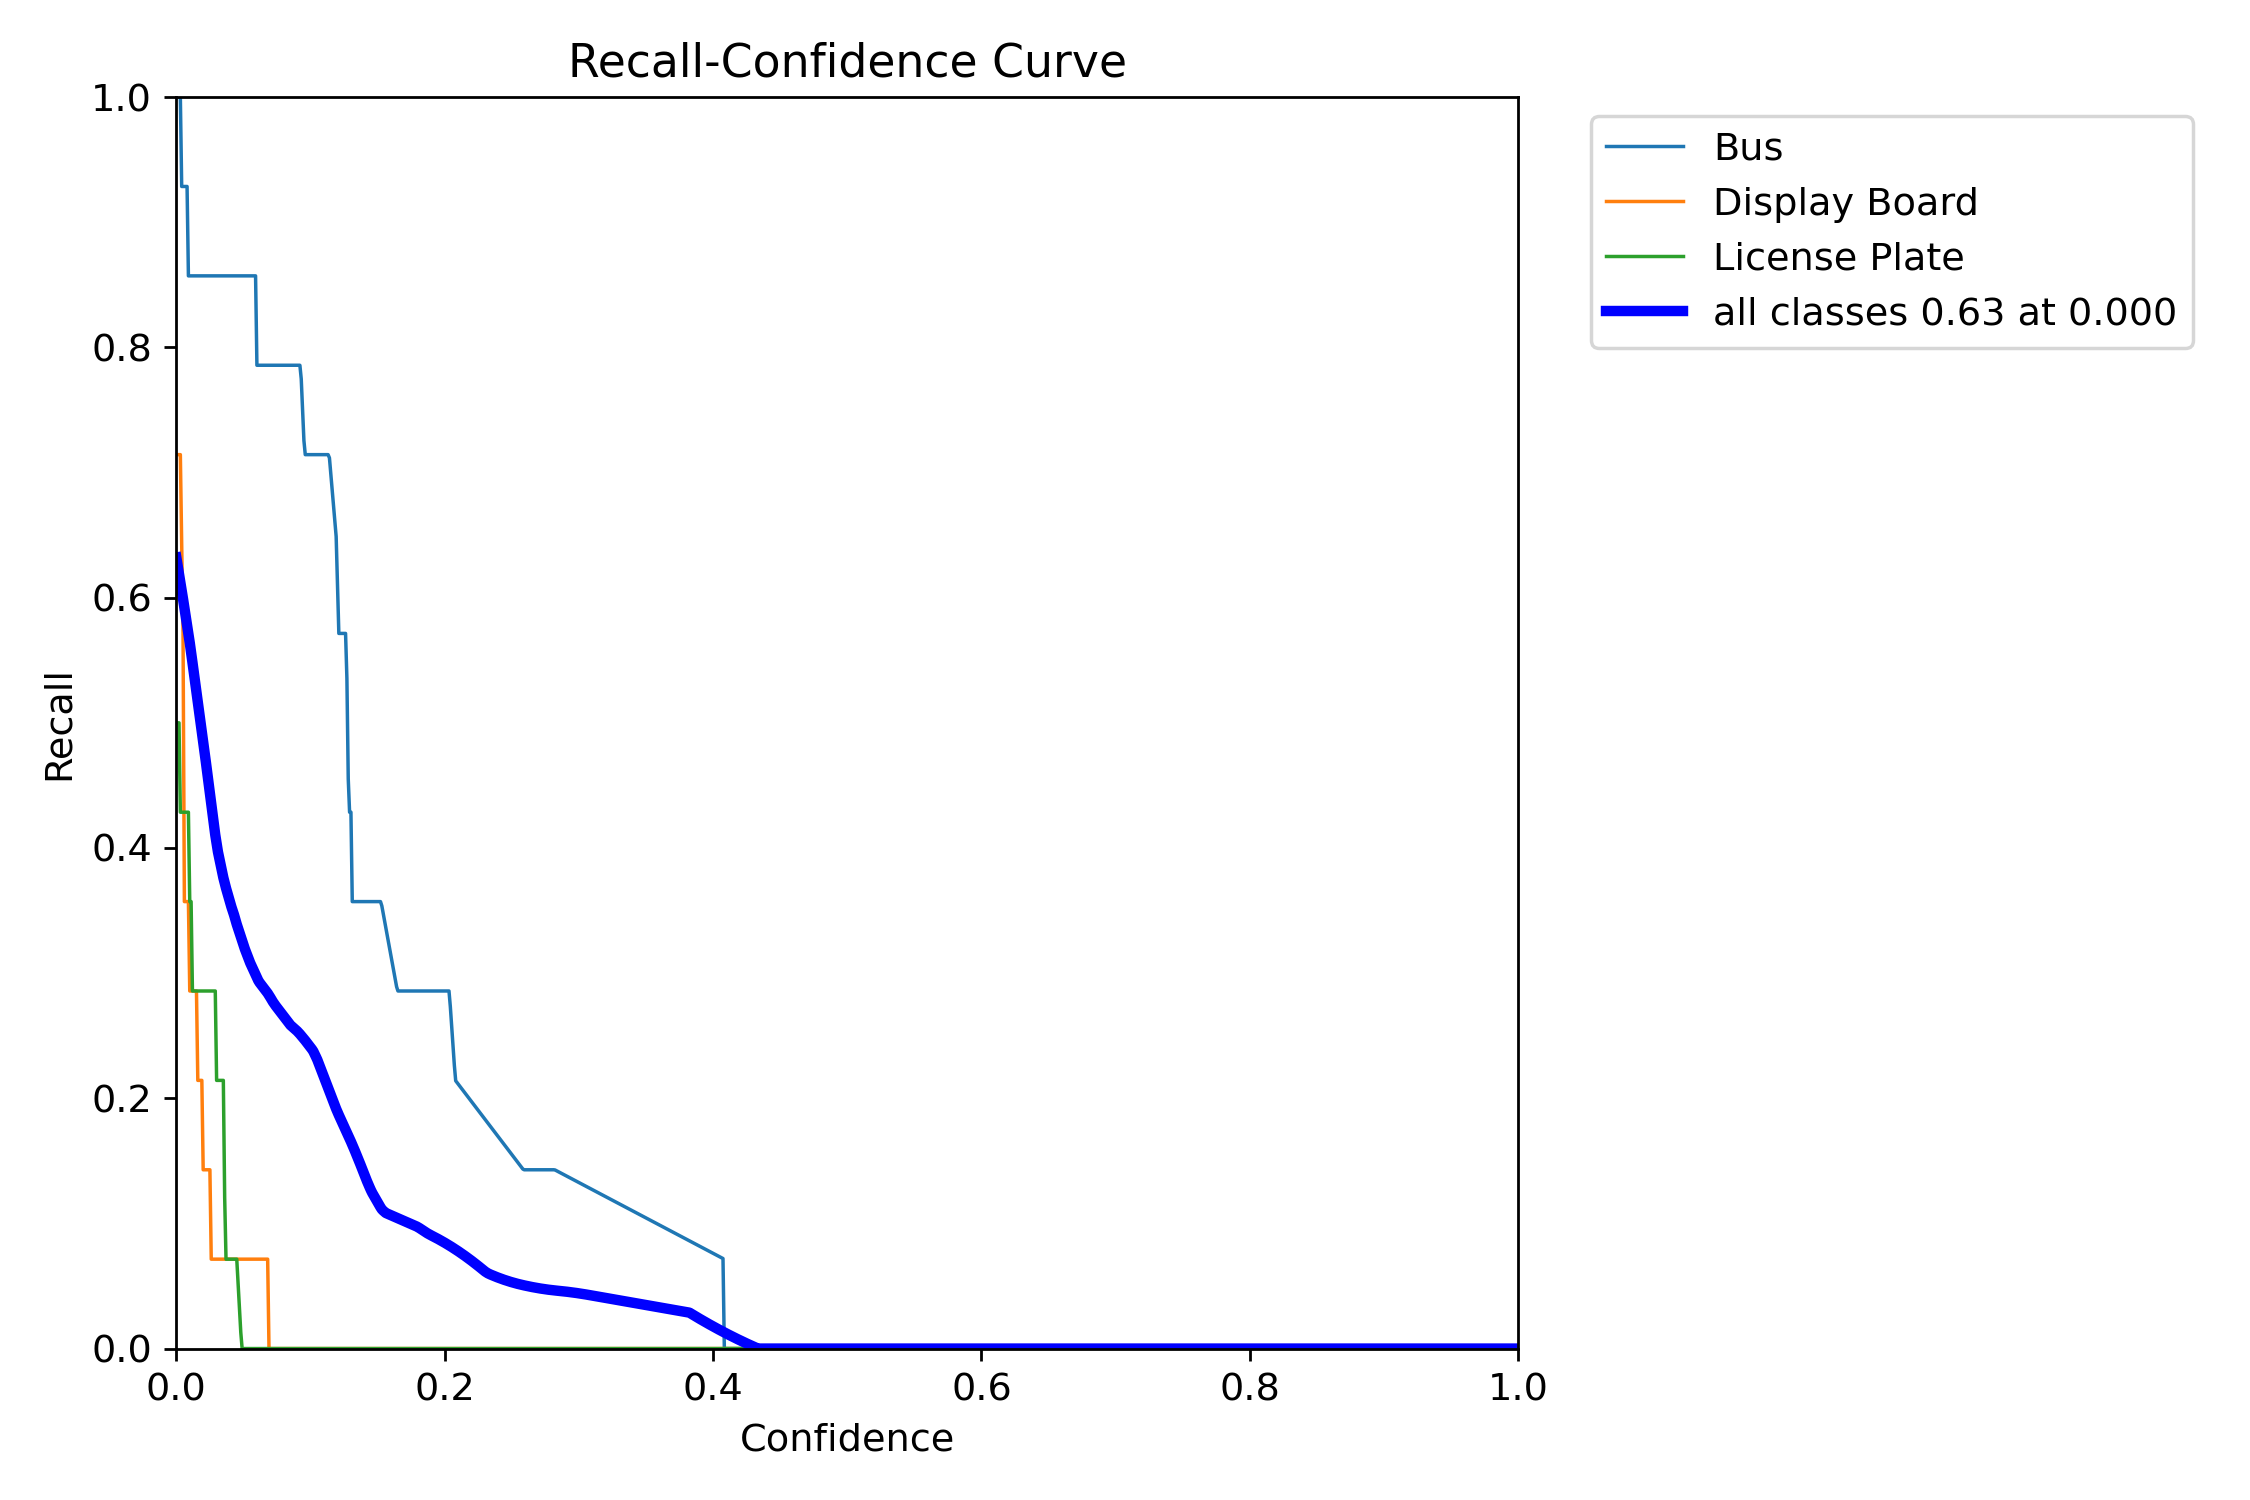 Recall-Confidence Curve
1.0
0.8
0.6
0.4
0.2
0.0
Recall
0.0 0.2 0.4 0.6 0.8 1.0
Confidence
Bus
Display Board
License Plate
all classes 0.63 at 0.000